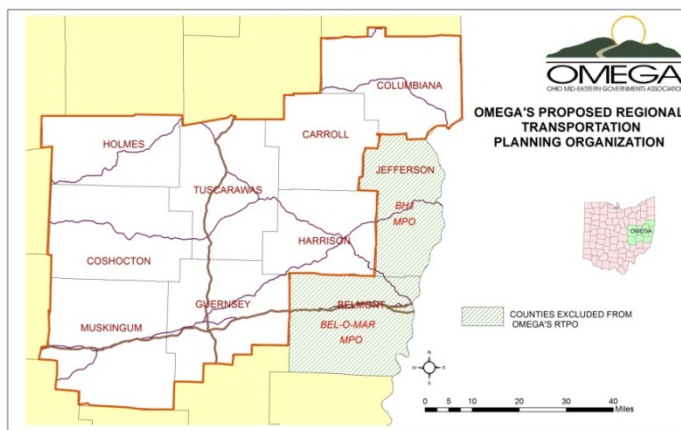 OMEGA
OHIO MID-EASTERN GOVERNMENTS ASSOCIATION
OMEGA'S PROPOSED REGIONAL
TRANSPORTATION
PLANNING ORGANIZATION
COLUMBIANA
HOLMES
CARROLL
JEFFERSON
TUSCARAWAS
BHJ
MPO
HARRISON
COSHOCTON
GUERNSEY
BELMONT
MUSKINGUM
BEL-O-MAR
MPO
OMEGA
COUNTIES EXCLUDED FROM
OMEGA'S RTPO
N
W E
S
0 5 10 20 30 40
Miles